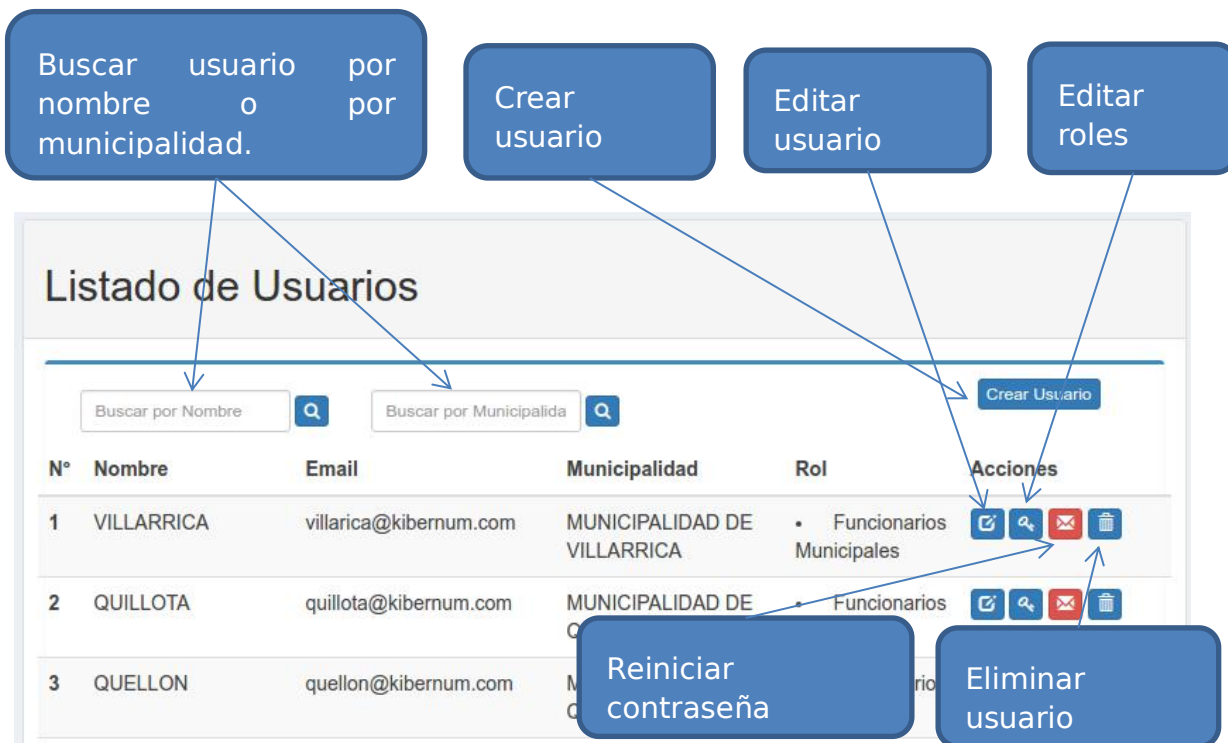 Buscar usuario por
nombre o por
municipalidad.
Crear
usuario
Editar
usuario
Editar
roles
Listado de Usuarios
Buscar por Nombre
Buscar por Municipalida
Crear Usuario
N° Nombre Email Municipalidad Rol Acciones
1 VILLARRICA villarica@kibernum.com MUNICIPALIDAD DE • Funcionarios
VILLARRICA Municipales
2 QUILLOTA quillota@kibernum.com MUNICIPALIDAD DE • Funcionarios
3 QUELLON quellon@kibernum.com
Reiniciar
contraseña
Eliminar
usuario